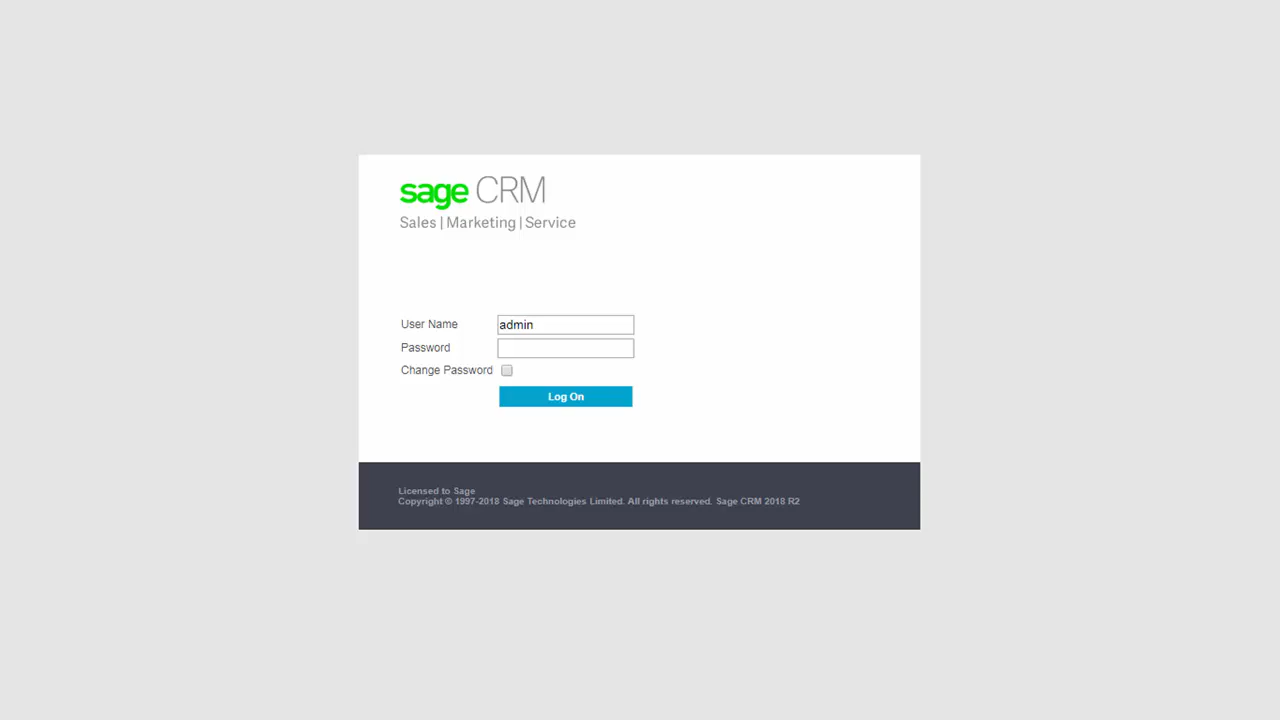 sage CRM
Sales | Marketing | Service
User Name admin
Password
Change Password
Log On
Licensed to Sage
Copyright © 1997-2018 Sage Technologies Limited. All rights reserved. Sage CRM 2018 R2